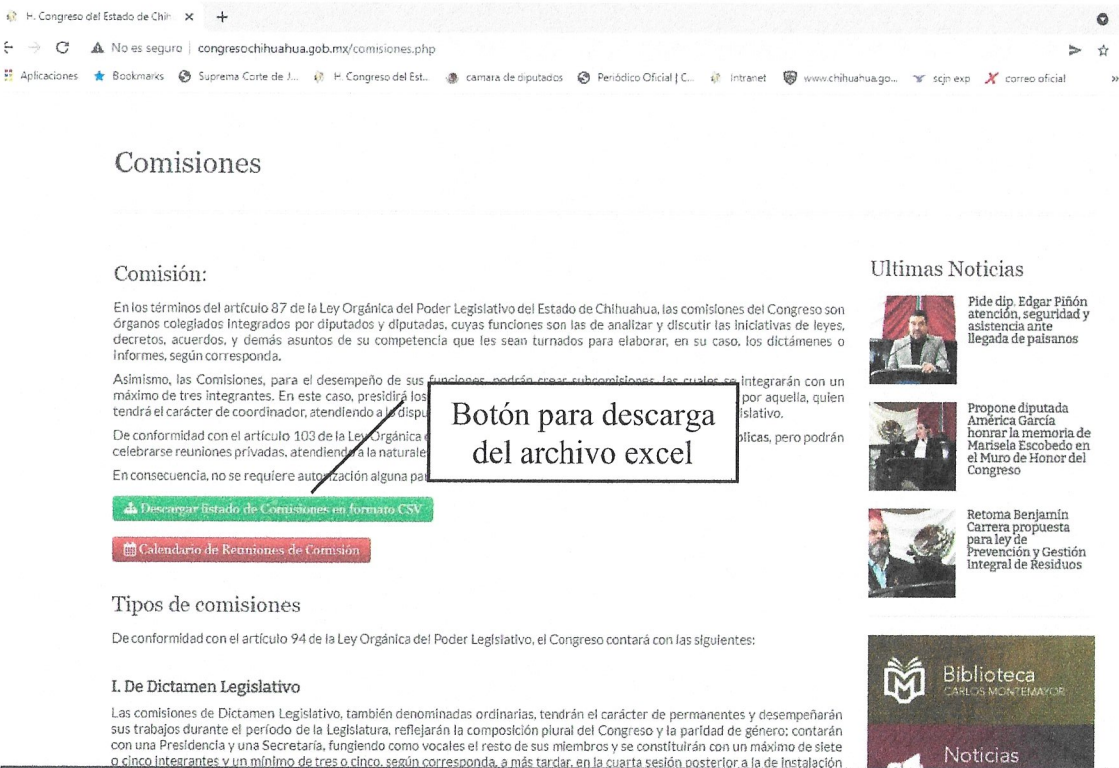 H. Congreso del Estado de Chih
No es seguro | congresochihuahua.gob.mx/comisiones.php
Aplicaciones Bookmarks Suprema Corte de J... H. Congreso del Est... camara de diputados Periódico Oficial | C... Intranet www.chihuahua.go... scjn exp correo oficial »
Comisiones
Comisión:
En los términos del artículo 87 de la Ley Orgánica del Poder Legislativo del Estado de Chihuahua, las comisiones del Congreso son
órganos colegiados integrados por diputados y diputadas, cuyas funciones son las de analizar y discutir las iniciativas de leyes,
decretos, acuerdos, y demás asuntos de su competencia que les sean turnados para elaborar, en su caso, los dictámenes o
informes, según corresponda.
Asimismo, las Comisiones, para el desempeño de sus funciones, podrán crear subcomisiones, las cuales se integrarán con un
máximo de tres integrantes. En este caso, presidirá los por aquella, quien
tendrá el carácter de coordinador, atendiendo a lo dispu islativo.
De conformidad con el artículo 103 de la Ley Orgánica blicas, pero podrán
celebrarse reuniones privadas, atendiendo a la naturale
En consecuencia, no se requiere autorización alguna pa
Botón para descarga
del archivo excel
Descargar listado de Comisiones en formato CSV
Calendario de Reuniones de Comisión
Tipos de comisiones
De conformidad con el artículo 94 de la Ley Orgánica del Poder Legislativo, el Congreso contará con las siguientes:
I. De Dictamen Legislativo
Las comisiones de Dictamen Legislativo, también denominadas ordinarias, tendrán el carácter de permanentes y desempeñarán
sus trabajos durante el período de la Legislatura, reflejarán la composición plural del Congreso y la paridad de género; contarán
con una Presidencia y una Secretaría, fungiendo como vocales el resto de sus miembros y se constituirán con un máximo de siete
o cinco integrantes y un mínimo de tres o cinco, según corresponda, a más tardar, en la cuarta sesión posterior a la de instalación
Ultimas Noticias
Pide dip. Edgar Piñón
atención, seguridad y
asistencia ante
llegada de paisanos
Propone diputada
América García
honrar la memoria de
Marisela Escobedo en
el Muro de Honor del
Congreso
Retoma Benjamín
Carrera propuesta
para ley de
Prevención y Gestión
Integral de Residuos
Biblioteca
CARLOS MONTEMAYOR
Noticias